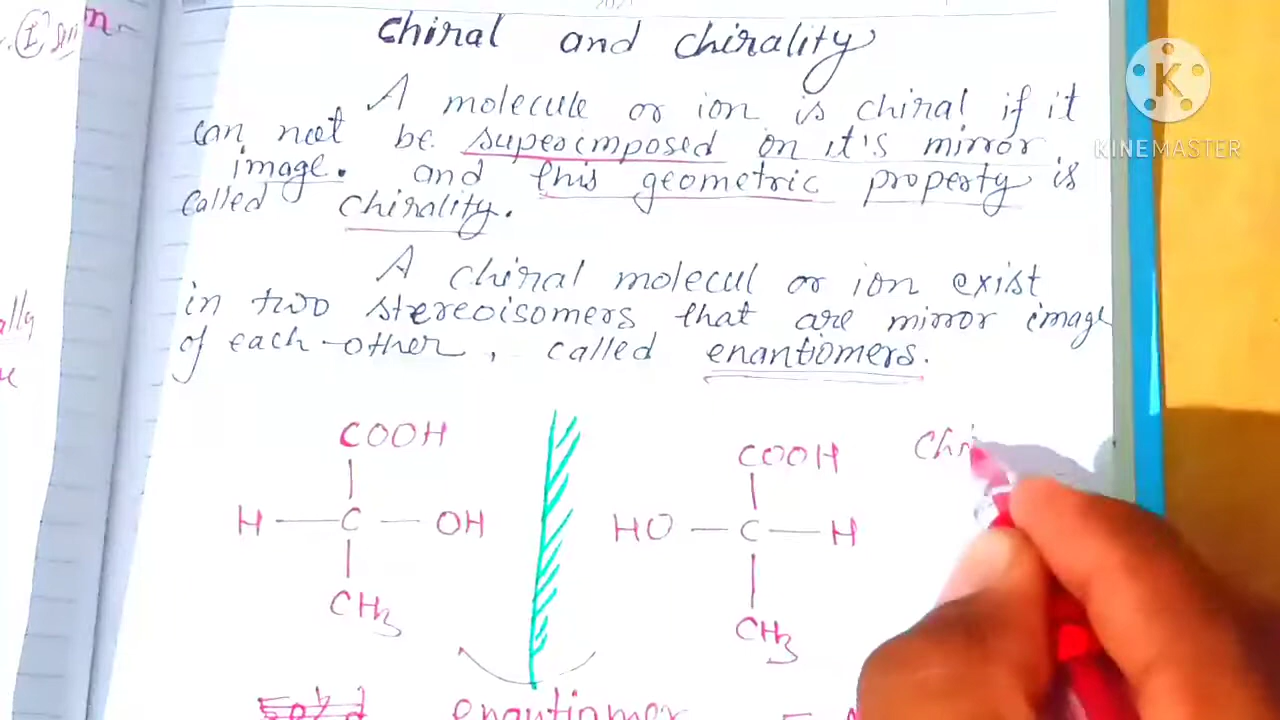 Chiral and chirality
A molecule or ion is chiral if it
can not be superimposed on it's mirror
image. and this geometric property is
called chirality.
A chiral molecul or ion exist
in two stereoisomers that are mirror image
of each-other, called enantiomers.
COOH
H — C — OH
CH3
COOH
HO — C — H
CH3
Chi
enantiomer
KINEMASTER